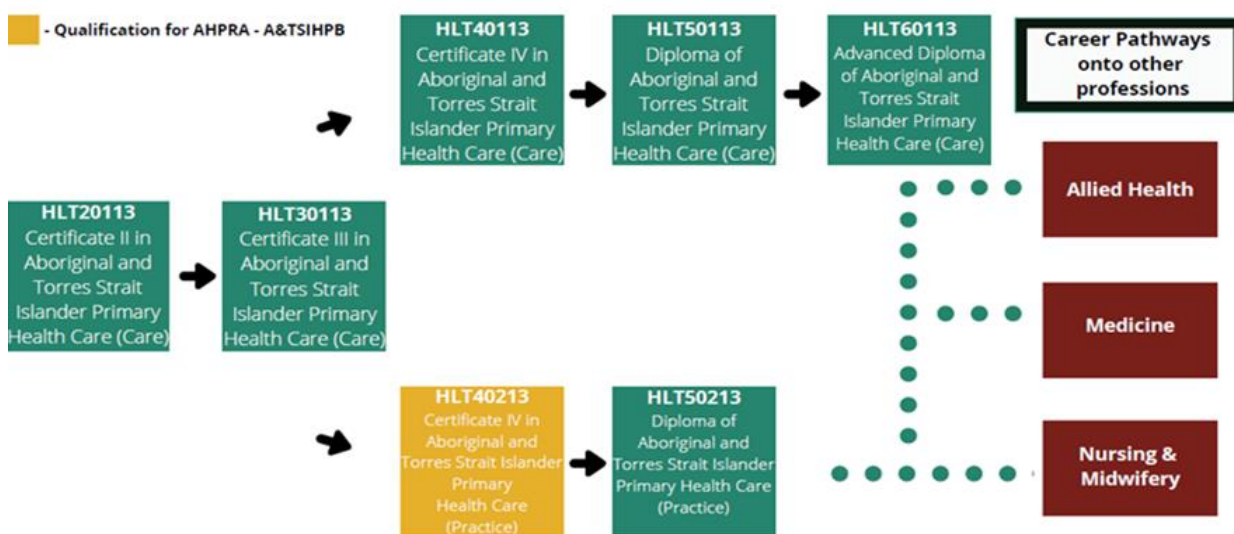 - Qualification for AHPRA - A&TSIHPB
HLT40113
Certificate IV in
Aboriginal and
Torres Strait
Islander Primary
Health Care (Care)
HLT50113
Diploma of
Aboriginal and
Torres Strait
Islander Primary
Health Care (Care)
HLT60113
Advanced Diploma
of Aboriginal and
Torres Strait
Islander Primary
Health Care (Care)
Career Pathways
onto other
professions
HLT20113
Certificate II in
Aboriginal and
Torres Strait
Islander Primary
Health Care (Care)
HLT30113
Certificate III in
Aboriginal and
Torres Strait
Islander Primary
Health Care (Care)
Allied Health
Medicine
HLT40213
Certificate IV in
Aboriginal and
Torres Strait Islander
Primary
Health Care
(Practice)
HLT50213
Diploma of
Aboriginal and
Torres Strait Islander
Primary Health Care
(Practice)
Nursing &
Midwifery